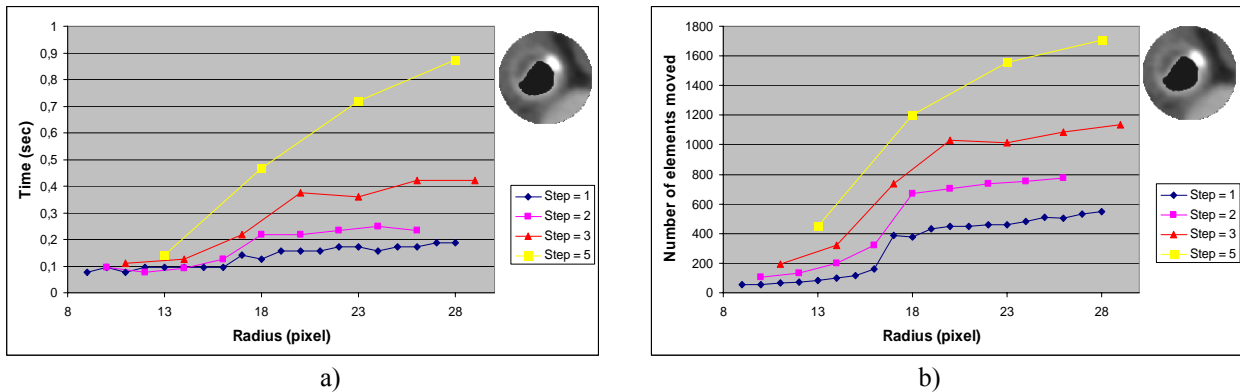 1
0,9
0,8
0,7
0,6
0,5
0,4
0,3
0,2
0,1
0
Time (sec)
8 13 18 23 28
Radius (pixel)
Step = 1
Step = 2
Step = 3
Step = 5
a)
1800
1600
1400
1200
1000
800
600
400
200
0
Number of elements moved
8 13 18 23 28
Radius (pixel)
Step = 1
Step = 2
Step = 3
Step = 5
b)